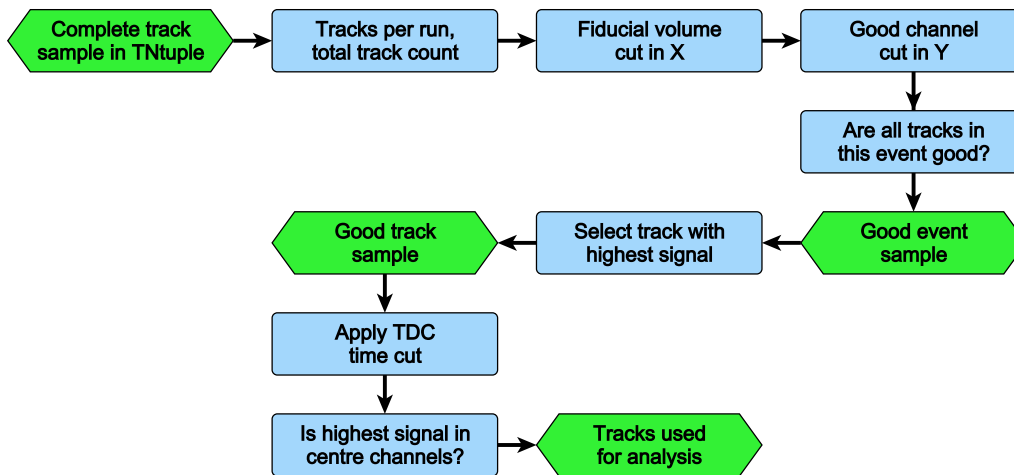 Complete track
sample in TNtuple
Tracks per run,
total track count
Fiducial volume
cut in X
Good channel
cut in Y
Are all tracks in
this event good?
Good event
sample
Select track with
highest signal
Good track
sample
Apply TDC
time cut
Is highest signal in
centre channels?
Tracks used
for analysis